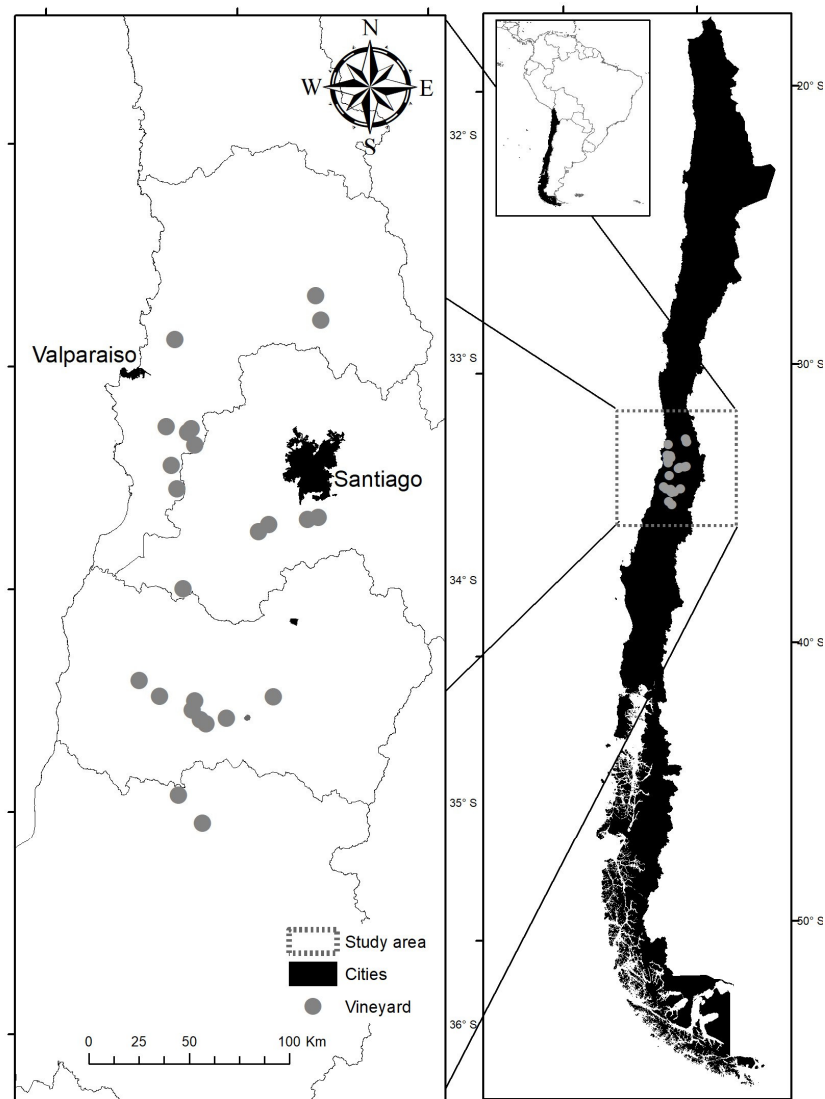 N
W
E
S
32° S
Valparaiso
33° S
Santiago
34° S
35° S
Study area
Cities
Vineyard
36° S
0 25 50 100 Km
20° S
30° S
40° S
50° S